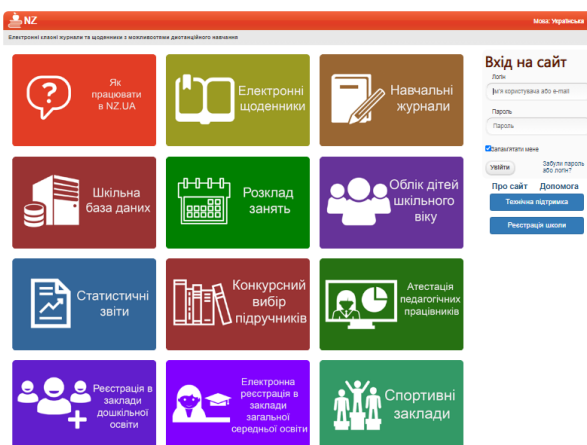 NZ
Мова: Українська
Електронні класні журнали та щоденники з можливостями дистанційного навчання
Як
працювати
в NZ.UA
Електронні
щоденники
Навчальні
журнали
Шкільна
база даних
Розклад
занять
Облік дітей
шкільного
віку
Статистичні
звіти
Конкурсний
вибір
підручників
Атестація
педагогічних
працівників
Реєстрація в
заклади
дошкільної
освіти
Електронна
реєстрація в
заклади
загальної
середньої освіти
Спортивні
заклади
Вхід на сайт
Логін
Ім'я користувача або e-mail
Пароль
Пароль
Запам'ятати мене
Увійти
Забули пароль
або логін?
Про сайт Допомога
Технічна підтримка
Реєстрація школи